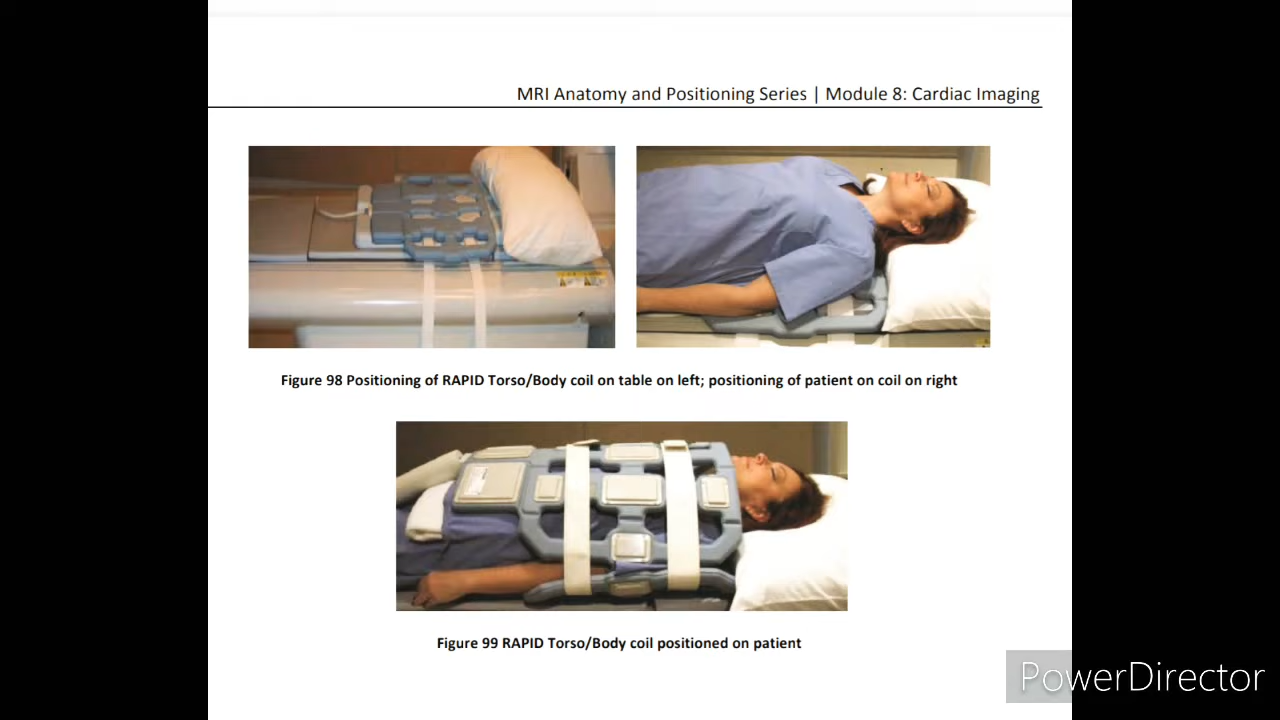 MRI Anatomy and Positioning Series | Module 8: Cardiac Imaging
Figure 98 Positioning of RAPID Torso/Body coil on table on left; positioning of patient on coil on right
Figure 99 RAPID Torso/Body coil positioned on patient
PowerDirector